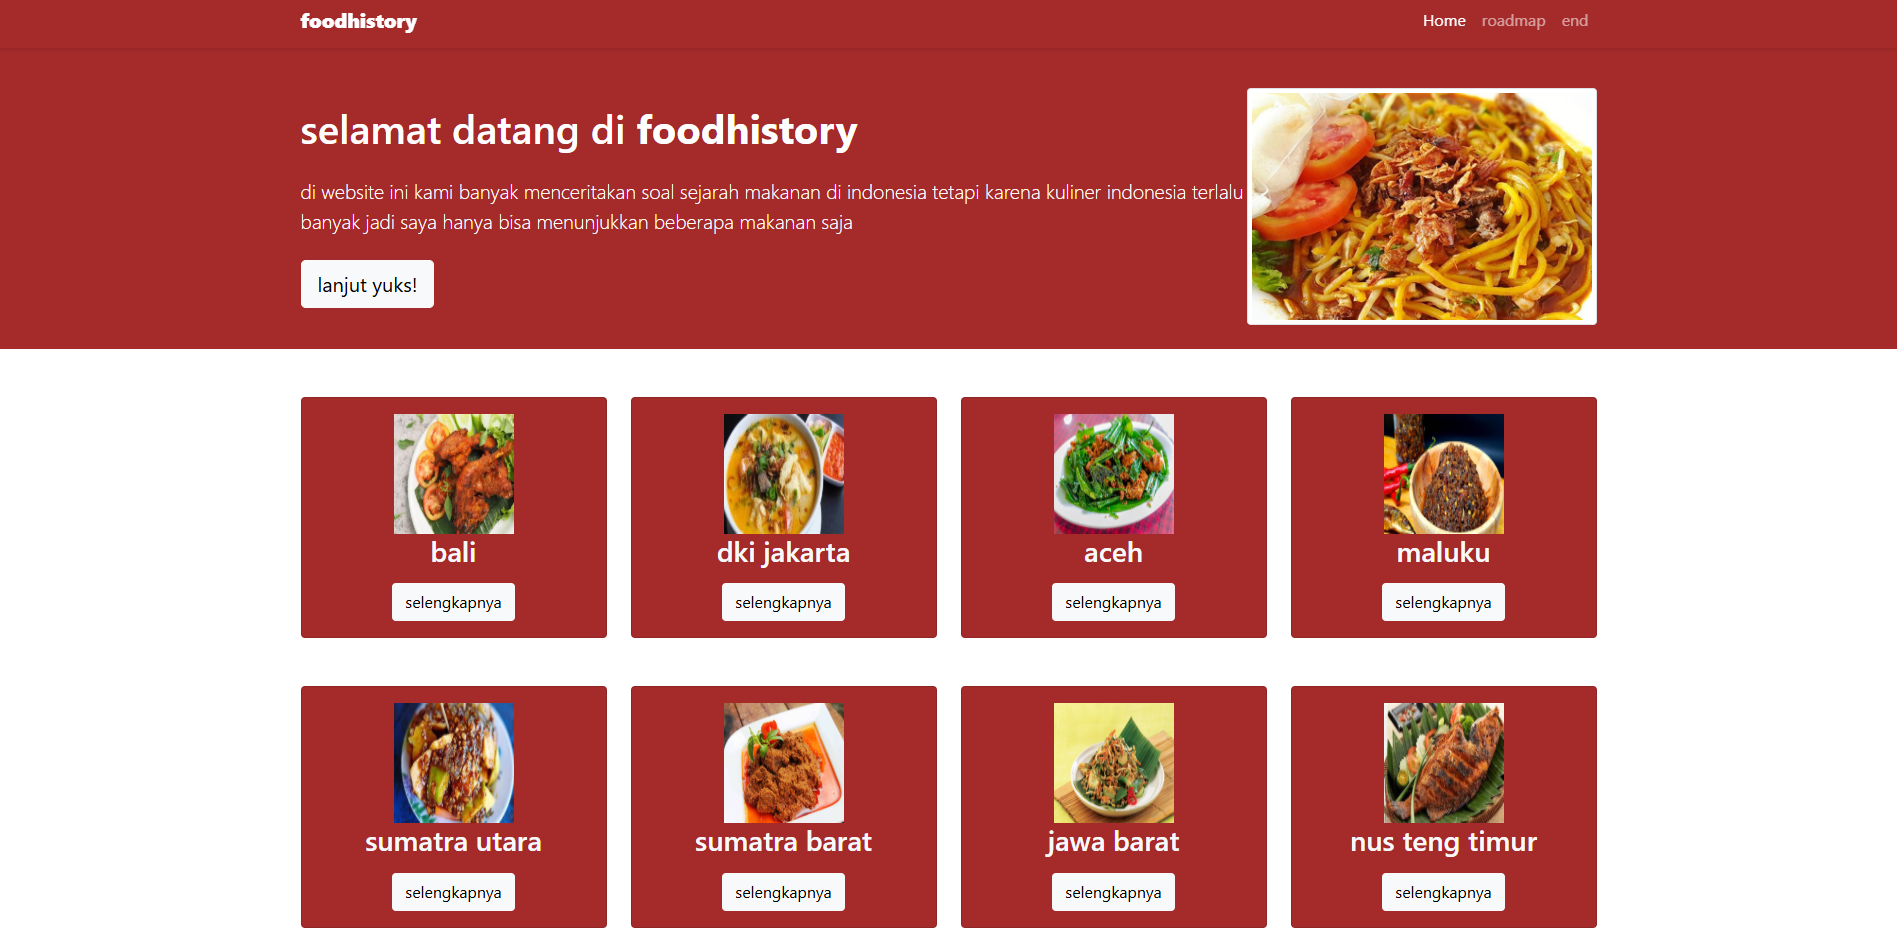 foodhistory
Home roadmap end
selamat datang di foodhistory
di website ini kami banyak menceritakan soal sejarah makanan di indonesia tetapi karena kuliner indonesia terlalu
banyak jadi saya hanya bisa menunjukkan beberapa makanan saja
lanjut yuks!
bali
selengkapnya
dki jakarta
selengkapnya
aceh
selengkapnya
maluku
selengkapnya
sumatra utara
selengkapnya
sumatra barat
selengkapnya
jawa barat
selengkapnya
nus teng timur
selengkapnya